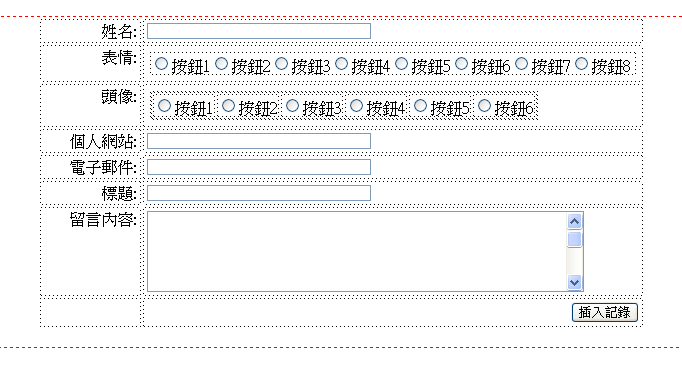 姓名:
表情: 按鈕1 按鈕2 按鈕3 按鈕4 按鈕5 按鈕6 按鈕7 按鈕8
頭像: 按鈕1 按鈕2 按鈕3 按鈕4 按鈕5 按鈕6
個人網站:
電子郵件:
標題:
留言內容:
插入記錄